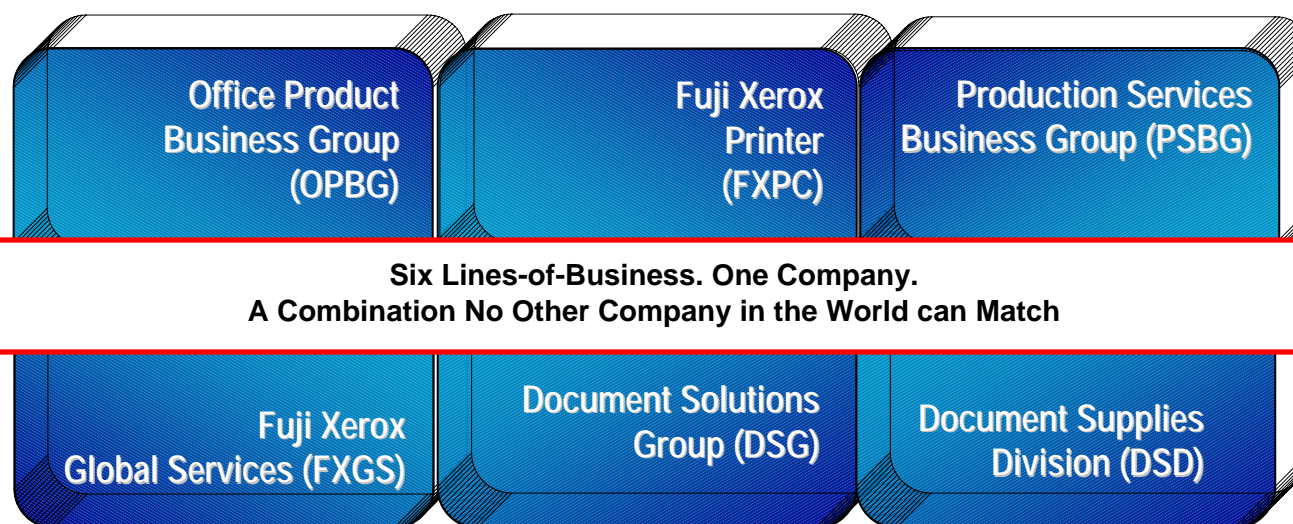 Office Product
Business Group
(OPBG)
Fuji Xerox
Printer
(FXPC)
Production Services
Business Group (PSBG)
Six Lines-of-Business. One Company.
A Combination No Other Company in the World can Match
Fuji Xerox
Global Services (FXGS)
Document Solutions
Group (DSG)
Document Supplies
Division (DSD)